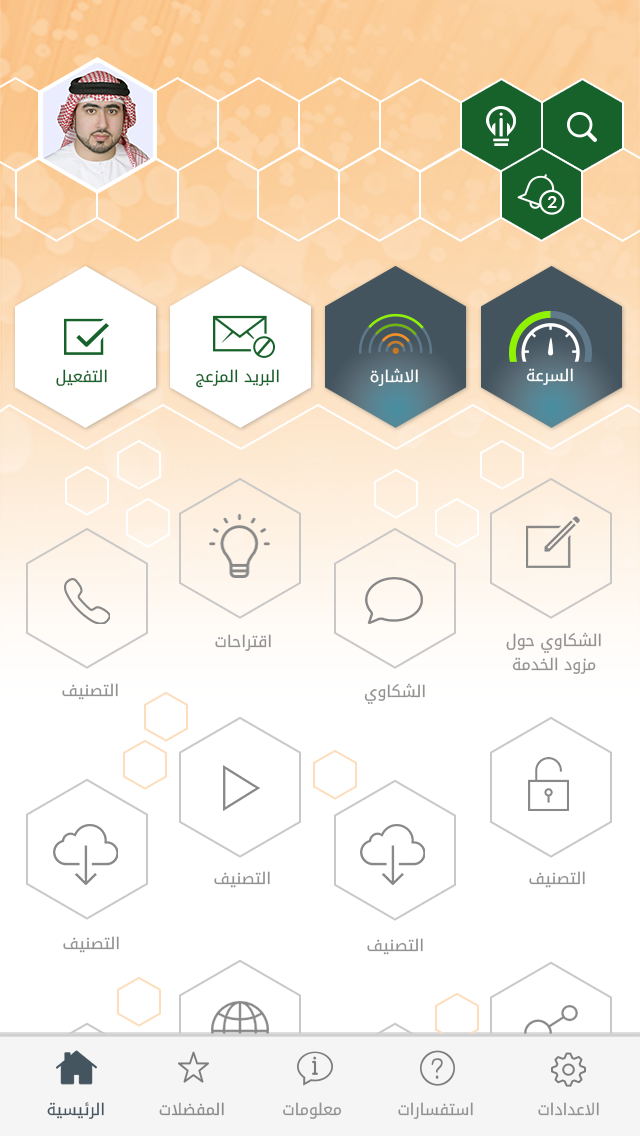 2
السرعة
الاشارة
البريد المزعج
التفعيل
الشكاوي حول
مزود الخدمة
الشكاوي
اقتراحات
التصنيف
التصنيف
التصنيف
التصنيف
التصنيف
الاعدادات
استفسارات
معلومات
المفضلات
الرئيسية